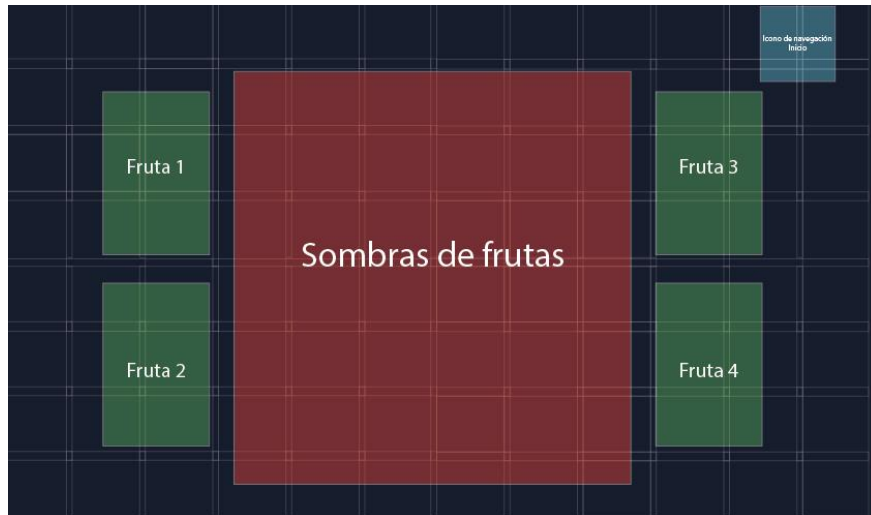 Icono de navegación
Inicio
Fruta 1
Fruta 3
Sombras de frutas
Fruta 2
Fruta 4